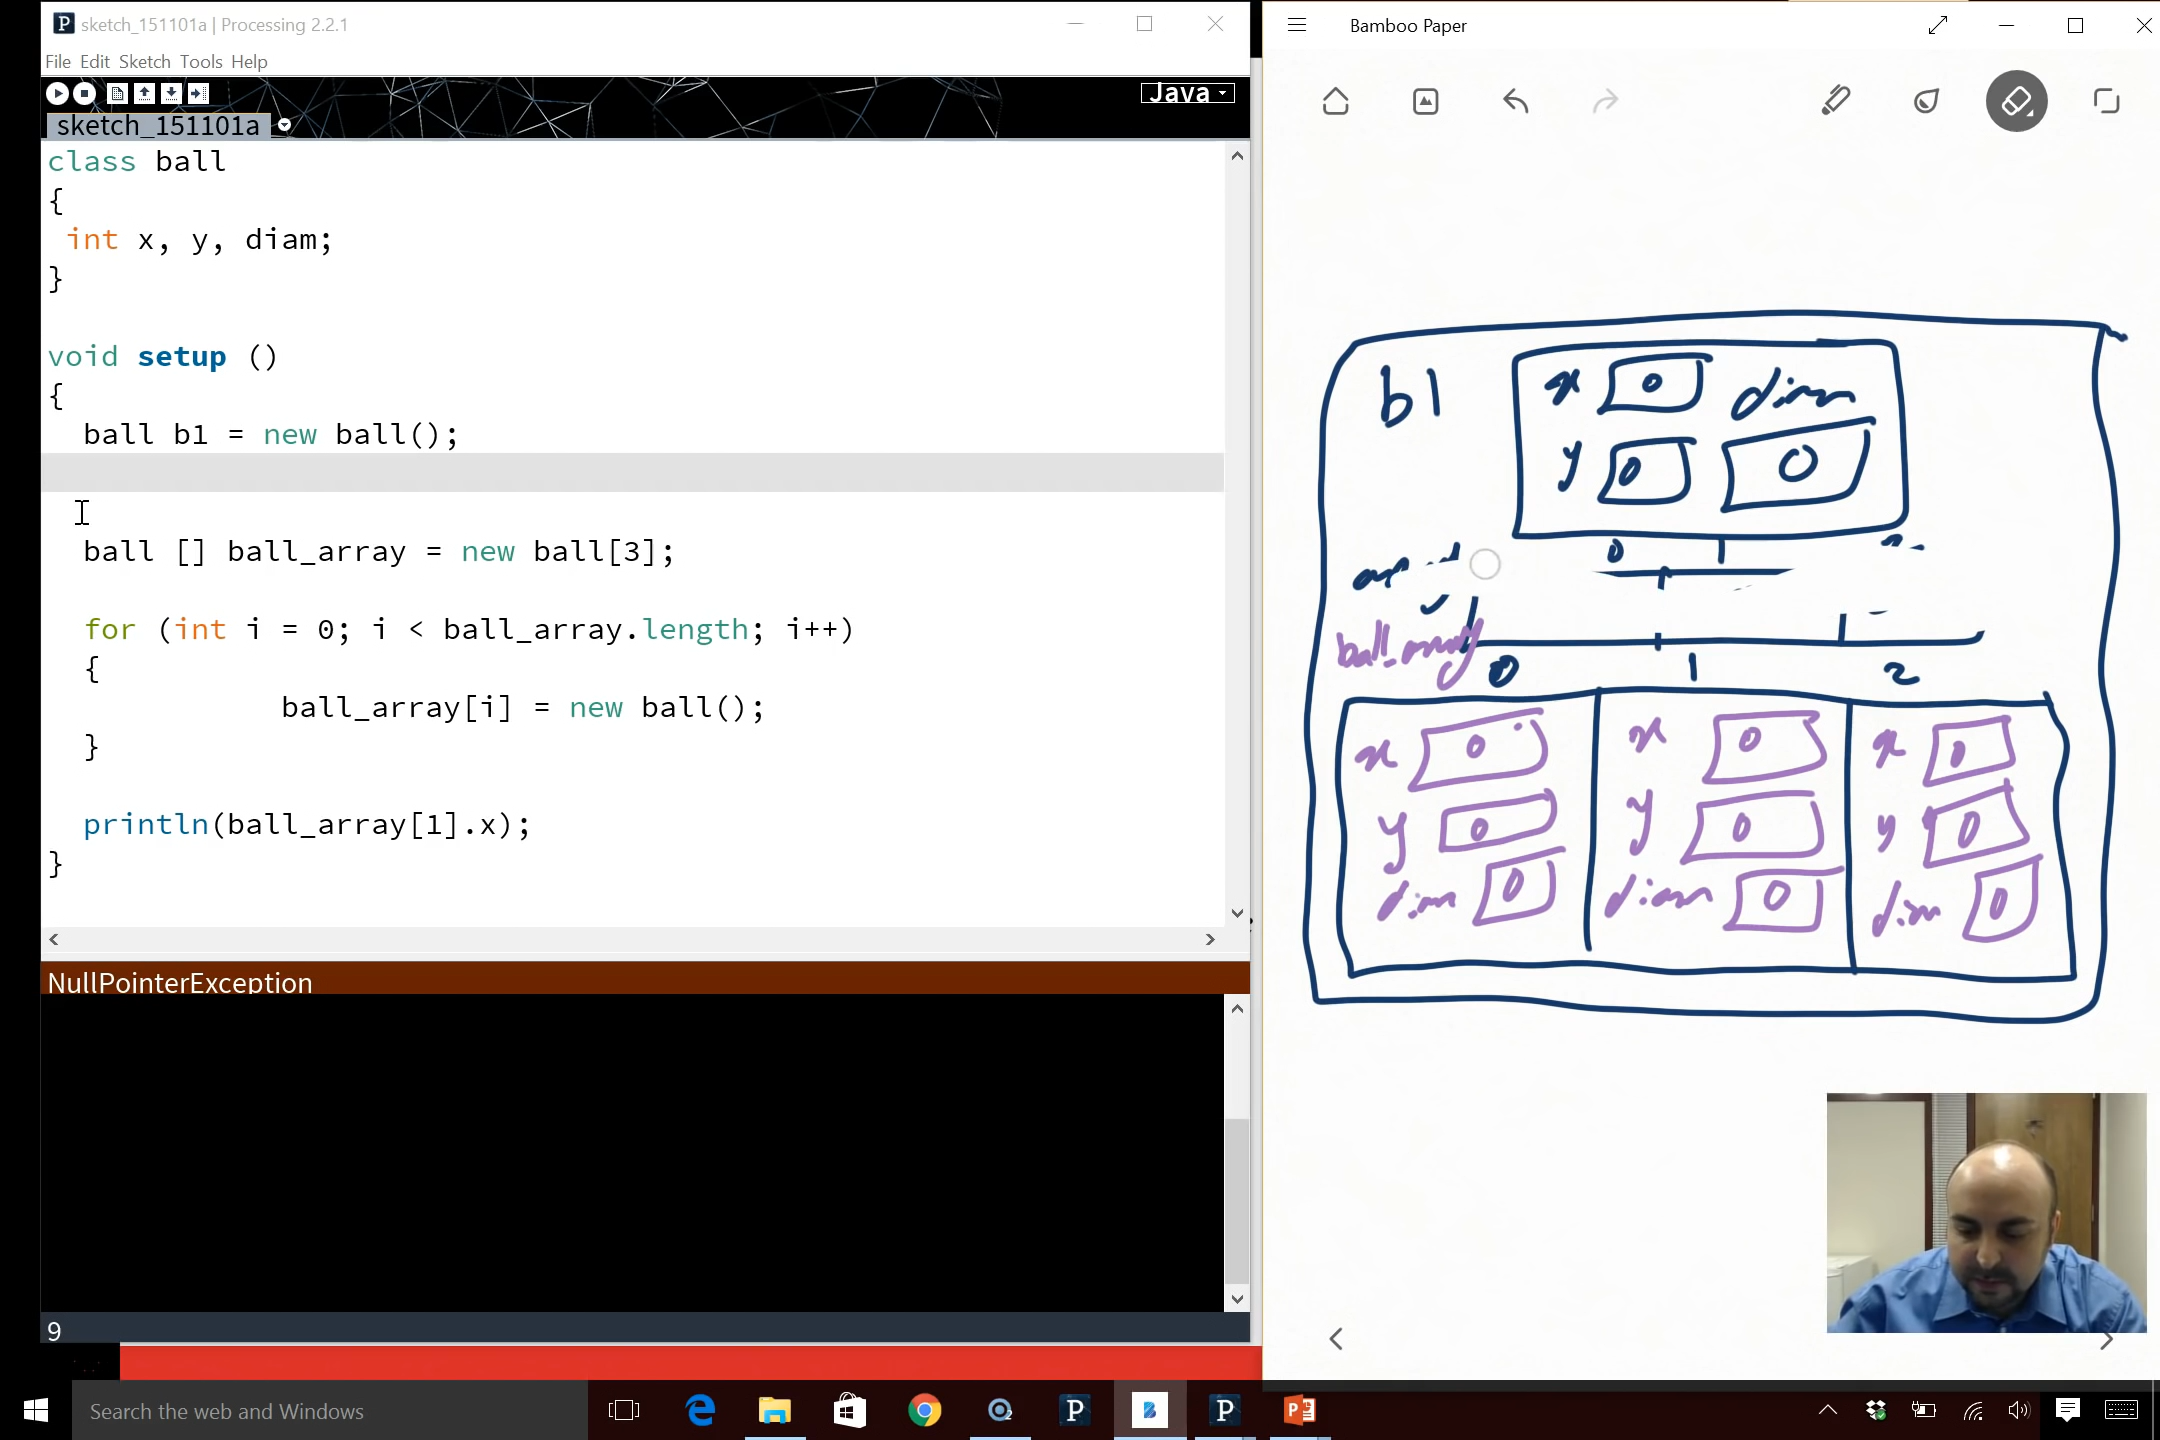 sketch_151101a | Processing 2.2.1
File Edit Sketch Tools Help
Java
sketch_151101a
class ball
{
int x, y, diam;
}
void setup ()
{
ball b1 = new ball();
ball [] ball_array = new ball[3];
for (int i = 0; i < ball_array.length; i++)
{
ball_array[i] = new ball();
}
println(ball_array[1].x);
}
NullPointerException
9
Bamboo Paper
b1
x 0 diam
y 0 0
0 1
ball_array
0 1 2
x 0 x 0 x 0
y 0 y 0 y 0
diam 0 diam 0 diam 0
Search the web and Windows